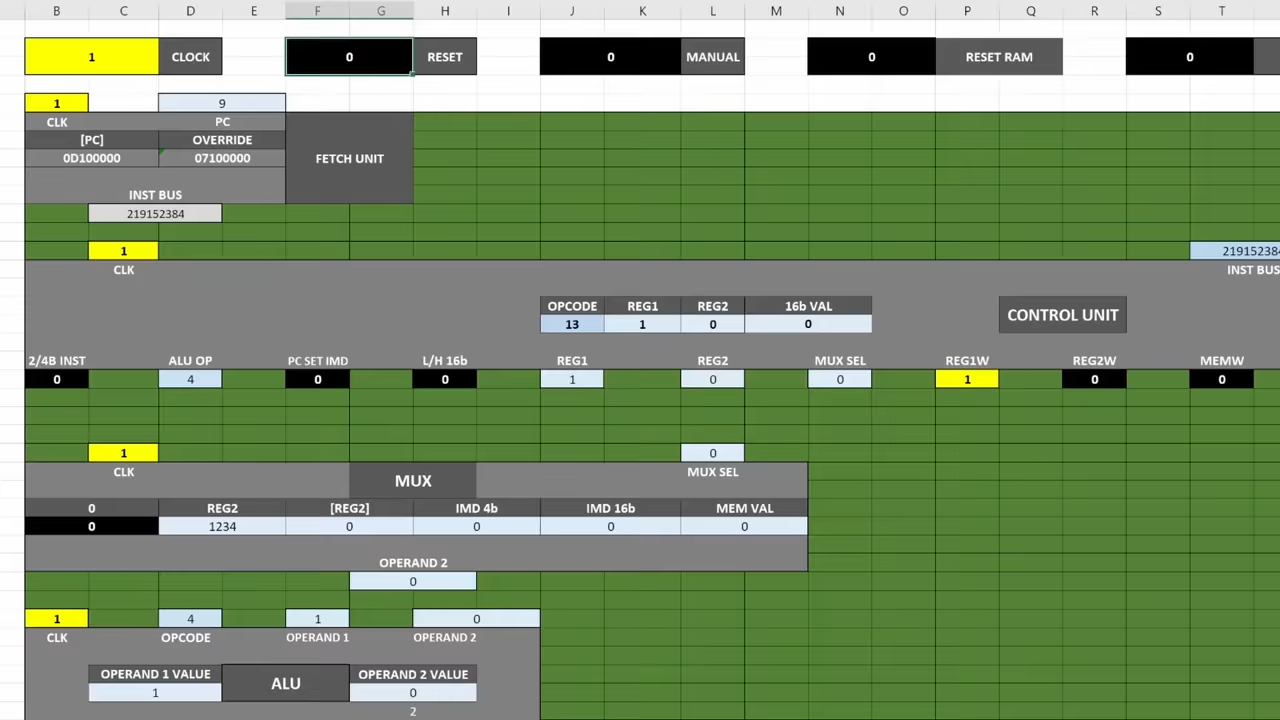 B C D E F G H I J K L M N O P Q R S T
1 CLOCK 0 RESET 0 MANUAL 0 RESET RAM 0
1 9
CLK PC
[PC] OVERRIDE
0D100000 07100000 FETCH UNIT
INST BUS
219152384
1 219152384
CLK INST BUS
OPCODE REG1 REG2 16b VAL CONTROL UNIT
13 1 0 0
2/4B INST ALU OP PC SET IMD L/H 16b REG1 REG2 MUX SEL REG1W REG2W MEMW
0 4 0 0 1 0 0 1 0 0
1 0
CLK MUX MUX SEL
0 REG2 [REG2] IMD 4b IMD 16b MEM VAL
0 1234 0 0 0 0
OPERAND 2
0
1 4 1 0
CLK OPCODE OPERAND 1 OPERAND 2
OPERAND 1 VALUE ALU OPERAND 2 VALUE
1 0
2